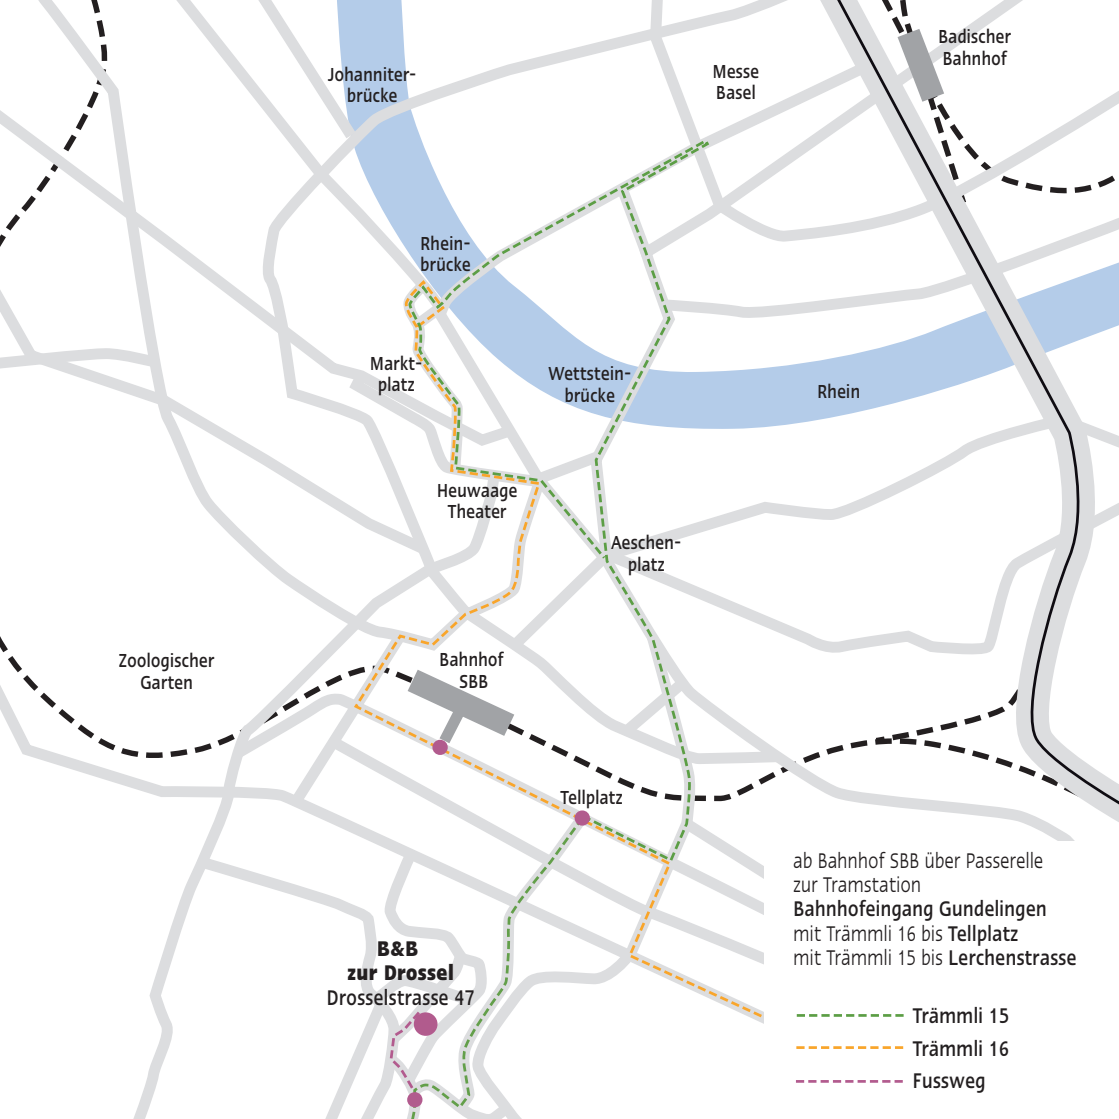 Badischer
Bahnhof
Messe
Basel
Johanniter-
brücke
Rhein-
brücke
Markt-
platz
Wettstein-
brücke
Rhein
Heuwaage
Theater
Aeschen-
platz
Zoologischer
Garten
Bahnhof
SBB
Tellplatz
ab Bahnhof SBB über Passerelle
zur Tramstation
Bahnhofeingang Gundelingen
mit Trämmli 16 bis Tellplatz
mit Trämmli 15 bis Lerchenstrasse
B&B
zur Drossel
Drosselstrasse 47
Trämmli 15
Trämmli 16
Fussweg